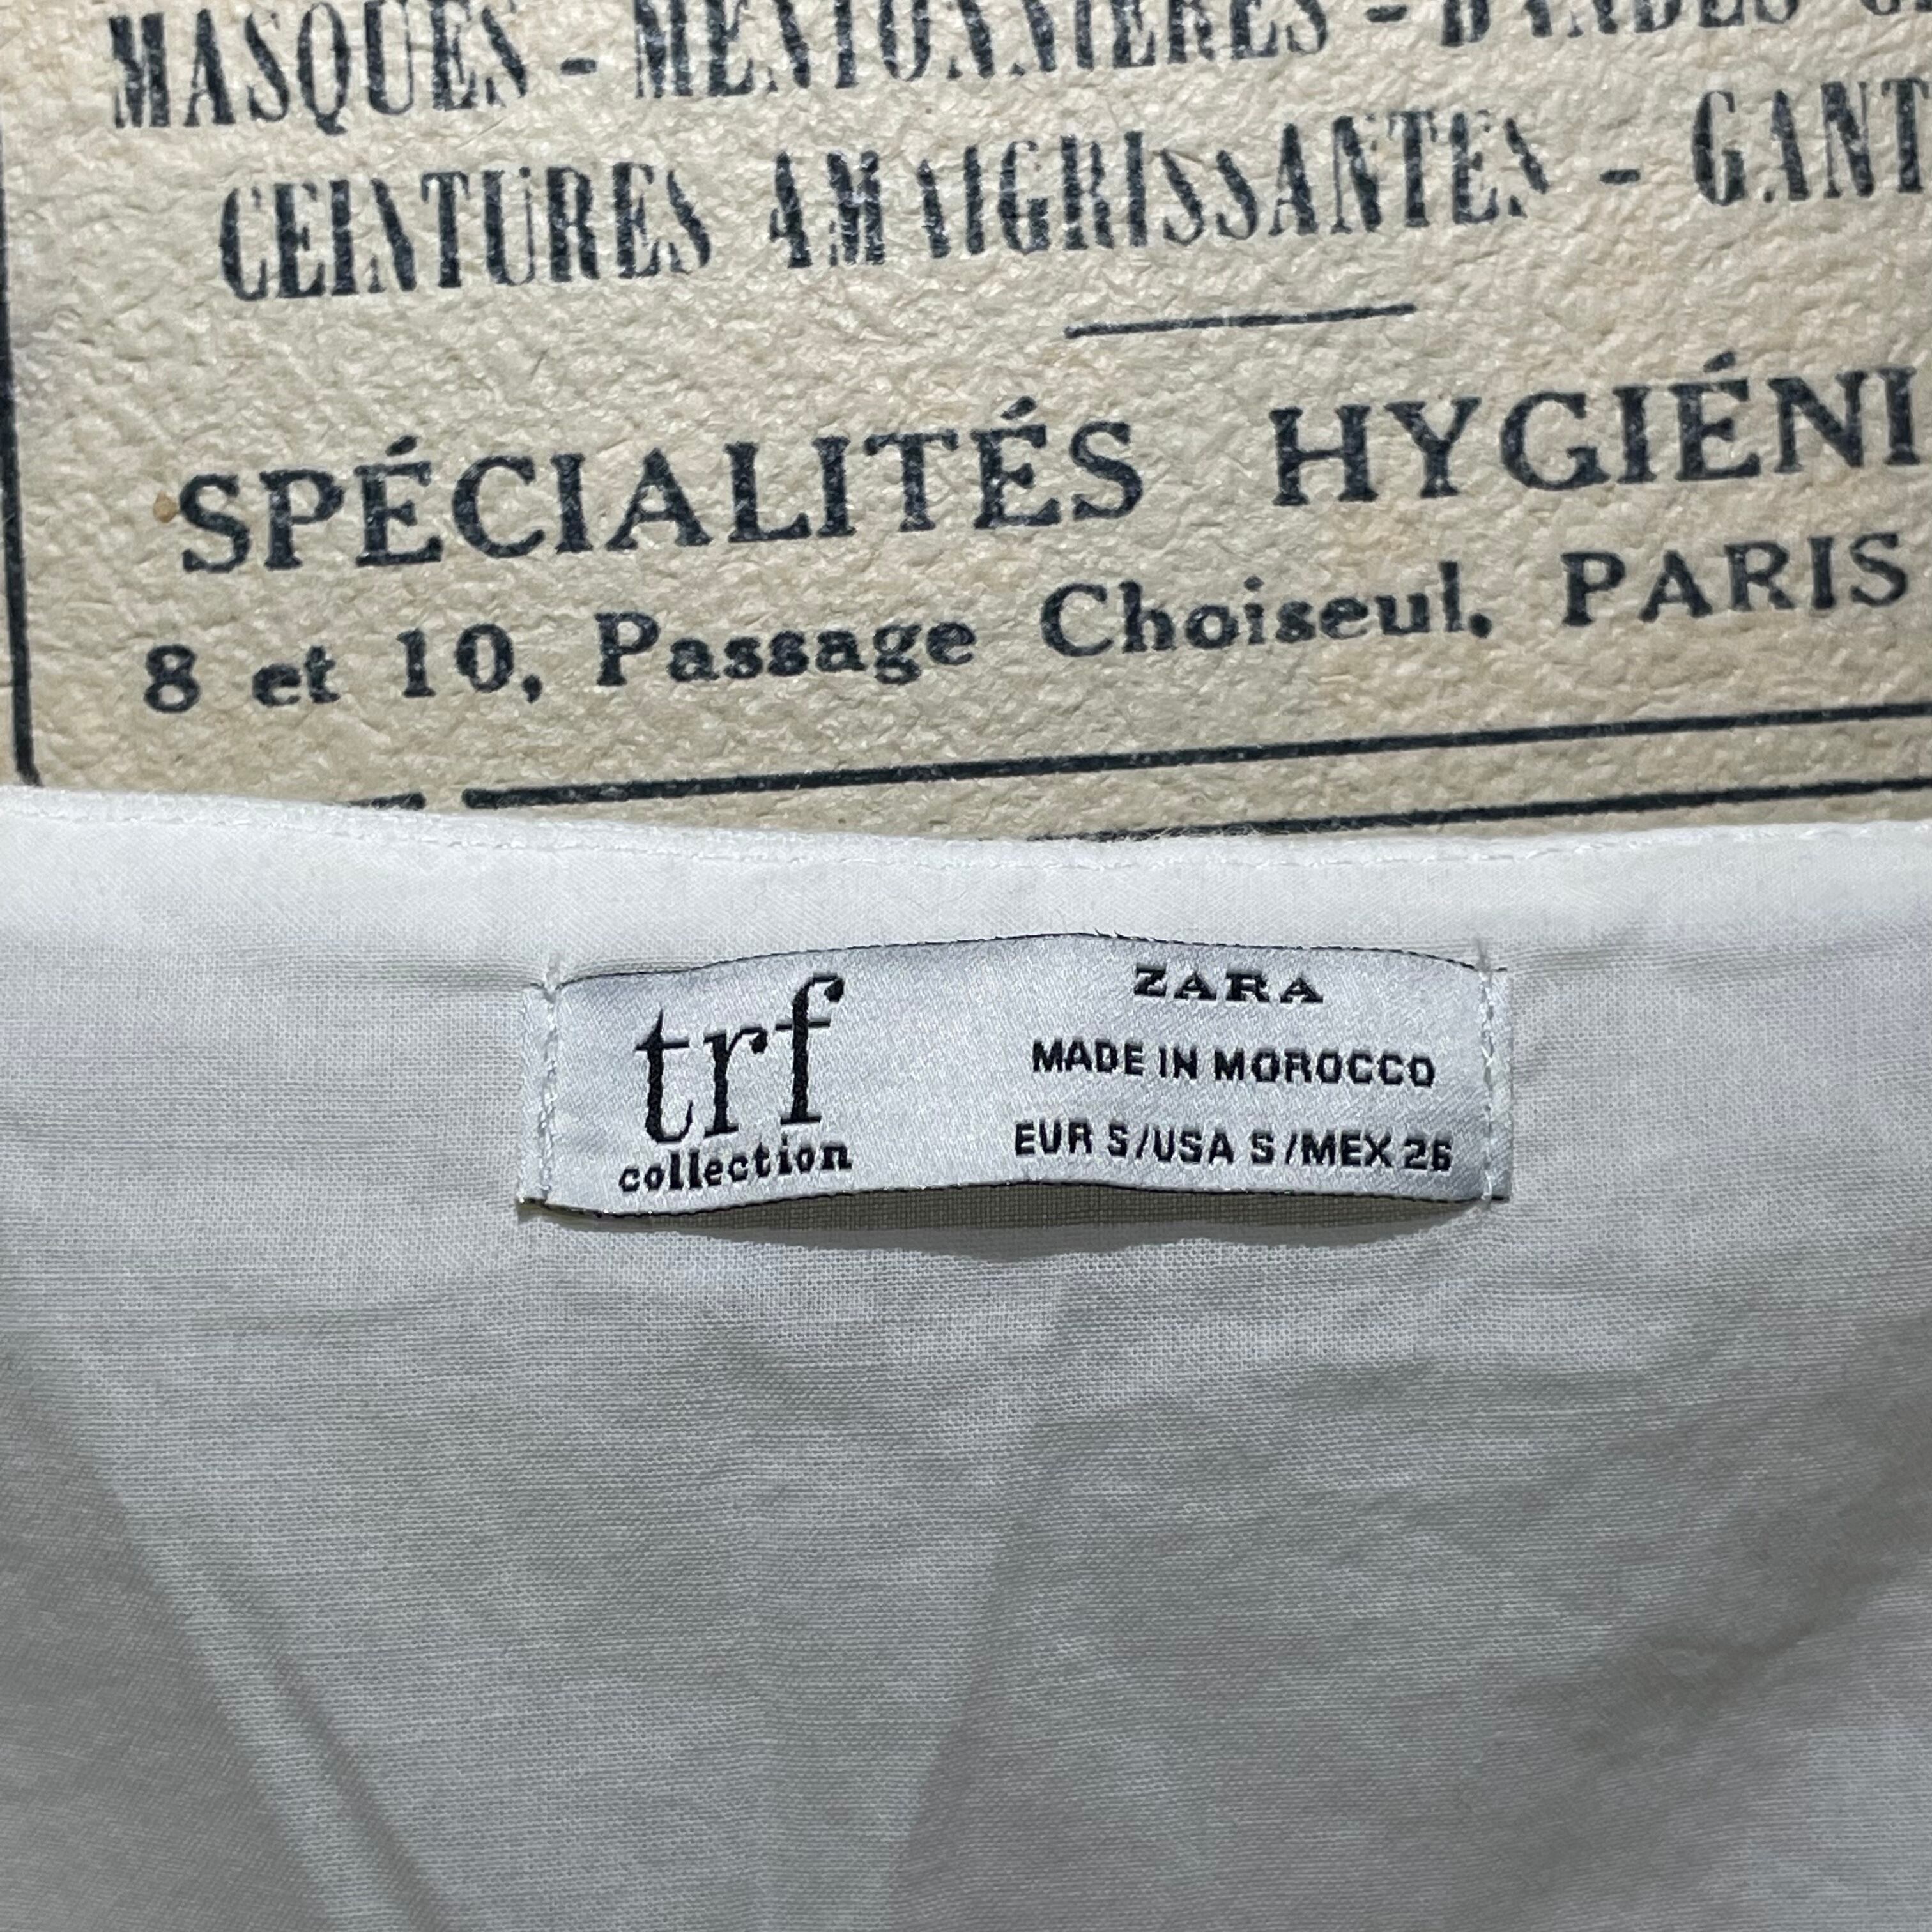 MASQUES - MENTONNIÈRES - BANDES
CEINTURES AMAIGRISSANTES - GANT
SPÉCIALITÉS HYGIÉNI
8 et 10, Passage Choiseul, PARIS
trf
collection
ZARA
MADE IN MOROCCO
EUR S/USA S/MEX 26